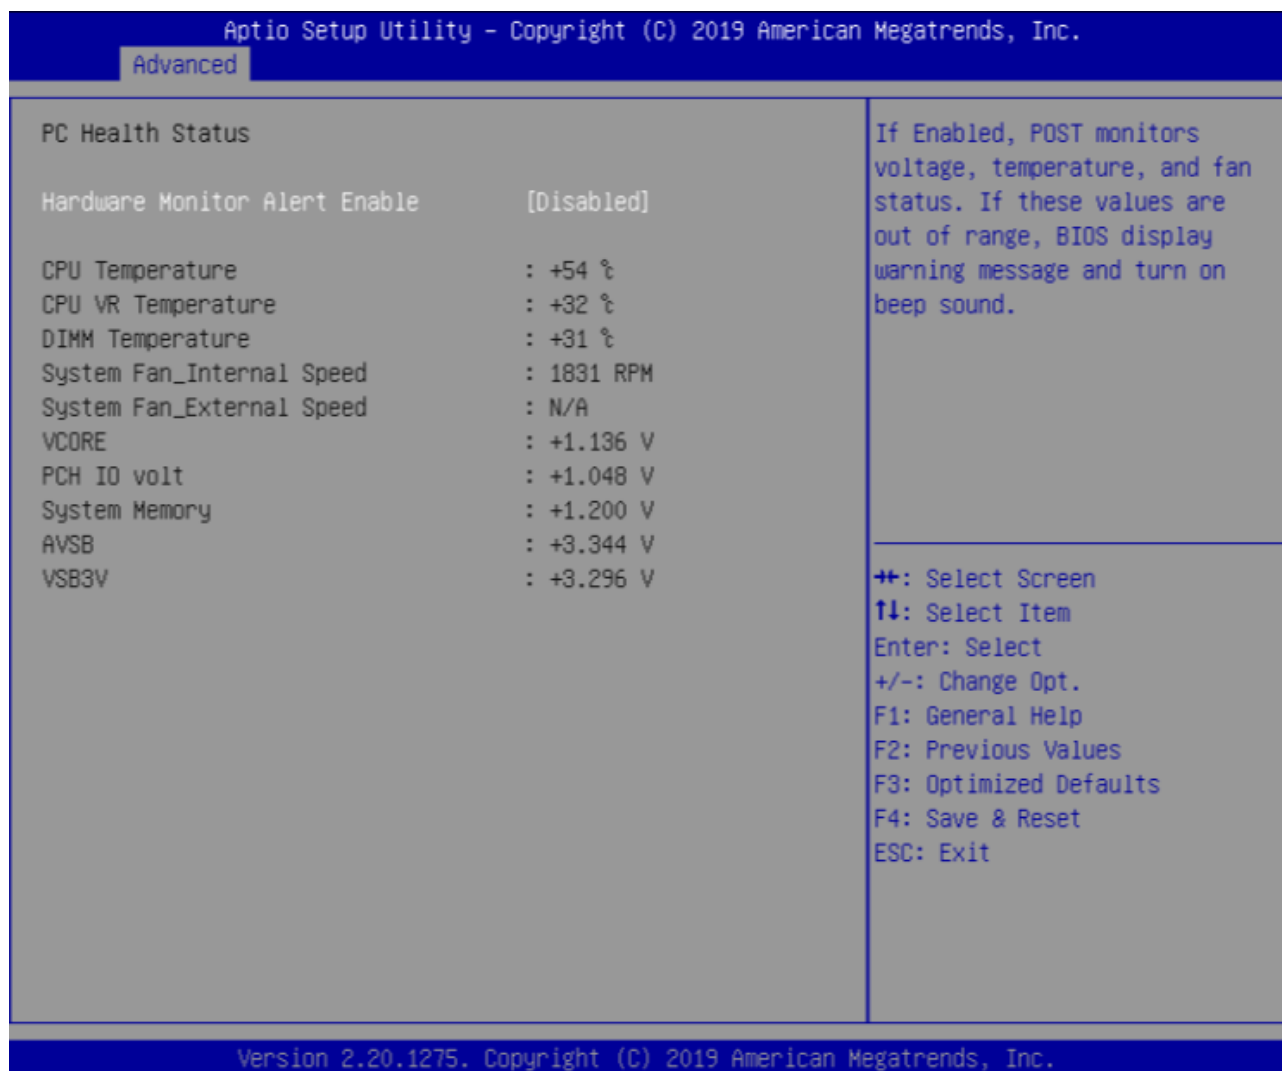 Aptio Setup Utility – Copyright (C) 2019 American Megatrends, Inc.
Advanced
PC Health Status
Hardware Monitor Alert Enable [Disabled]
CPU Temperature : +54 ℃
CPU VR Temperature : +32 ℃
DIMM Temperature : +31 ℃
System Fan_Internal Speed : 1831 RPM
System Fan_External Speed : N/A
VCORE : +1.136 V
PCH IO volt : +1.048 V
System Memory : +1.200 V
AVSB : +3.344 V
VSB3V : +3.296 V
If Enabled, POST monitors
voltage, temperature, and fan
status. If these values are
out of range, BIOS display
warning message and turn on
beep sound.
→←: Select Screen
↑↓: Select Item
Enter: Select
+/-: Change Opt.
F1: General Help
F2: Previous Values
F3: Optimized Defaults
F4: Save & Reset
ESC: Exit
Version 2.20.1275. Copyright (C) 2019 American Megatrends, Inc.